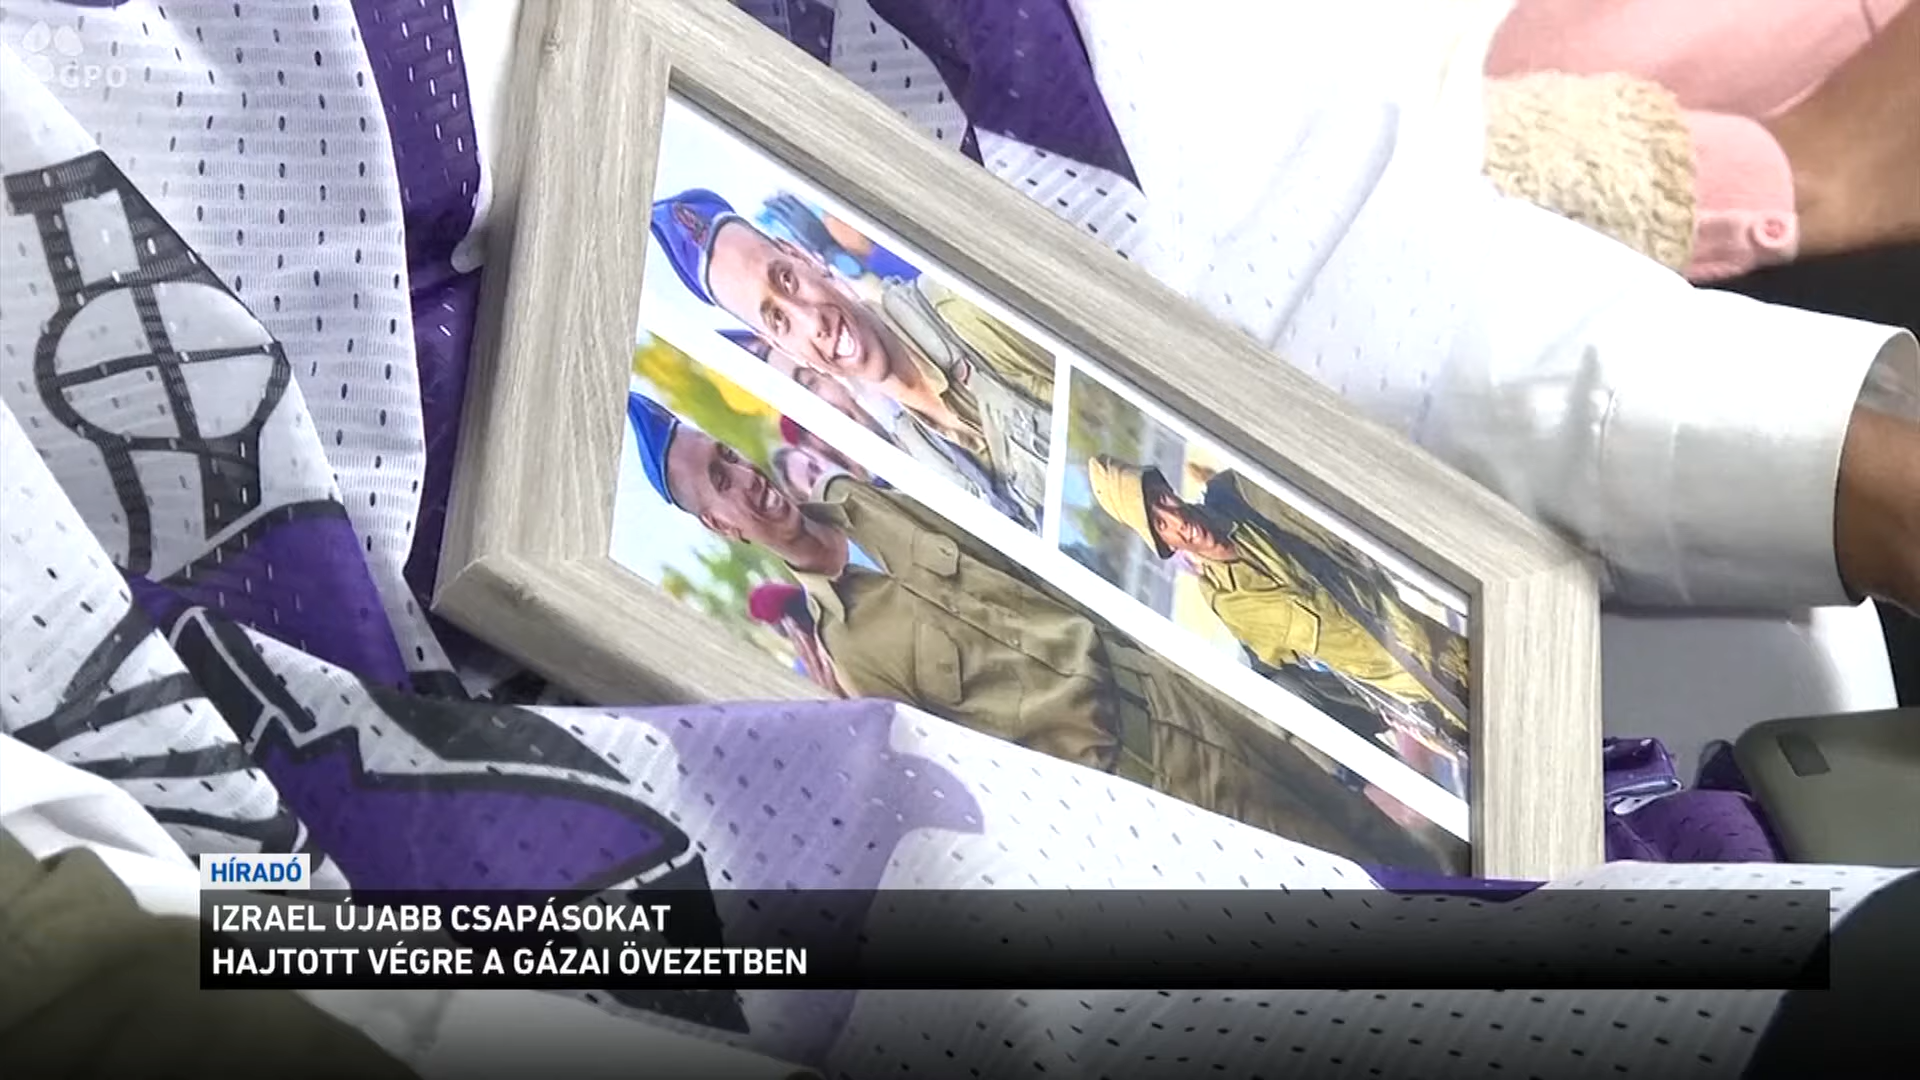 GPO
HÍRADÓ
IZRAEL ÚJABB CSAPÁSOKAT
HAJTOTT VÉGRE A GÁZAI ÖVEZETBEN